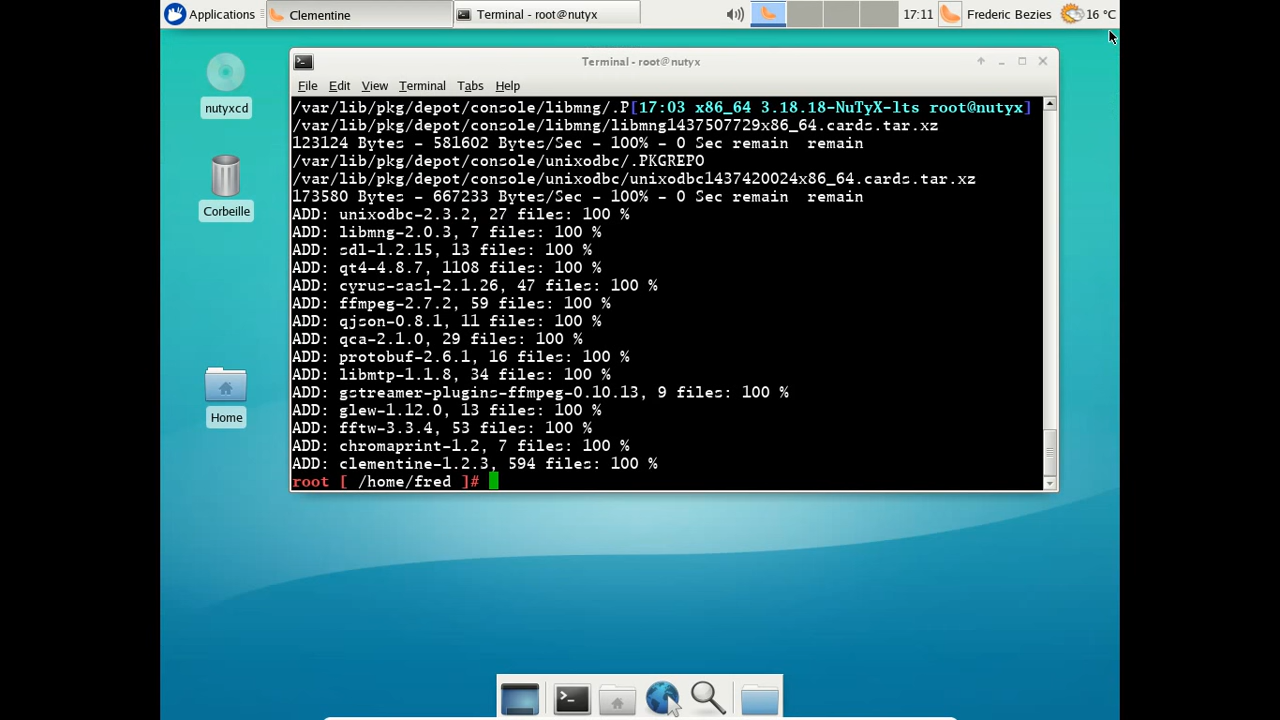 Applications
Clementine
Terminal - root@nutyx
17:11
Frederic Bezies
16 °C
nutyxcd
Corbeille
Home
Terminal - root@nutyx
File Edit View Terminal Tabs Help
/var/lib/pkg/depot/console/libmng/.P[17:03 x86_64 3.18.18-NuTyX-lts root@nutyx]
/var/lib/pkg/depot/console/libmng/libmng1437507729x86_64.cards.tar.xz
123124 Bytes - 581602 Bytes/Sec - 100% - 0 Sec remain  remain
/var/lib/pkg/depot/console/unixodbc/.PKGREPO
/var/lib/pkg/depot/console/unixodbc/unixodbc1437420024x86_64.cards.tar.xz
173580 Bytes - 667233 Bytes/Sec - 100% - 0 Sec remain  remain
ADD: unixodbc-2.3.2, 27 files: 100 %
ADD: libmng-2.0.3, 7 files: 100 %
ADD: sdl-1.2.15, 13 files: 100 %
ADD: qt4-4.8.7, 1108 files: 100 %
ADD: cyrus-sasl-2.1.26, 47 files: 100 %
ADD: ffmpeg-2.7.2, 59 files: 100 %
ADD: qjson-0.8.1, 11 files: 100 %
ADD: qca-2.1.0, 29 files: 100 %
ADD: protobuf-2.6.1, 16 files: 100 %
ADD: libmtp-1.1.8, 34 files: 100 %
ADD: gstreamer-plugins-ffmpeg-0.10.13, 9 files: 100 %
ADD: glew-1.12.0, 13 files: 100 %
ADD: fftw-3.3.4, 53 files: 100 %
ADD: chromaprint-1.2, 7 files: 100 %
ADD: clementine-1.2.3, 594 files: 100 %
root [ /home/fred ]#